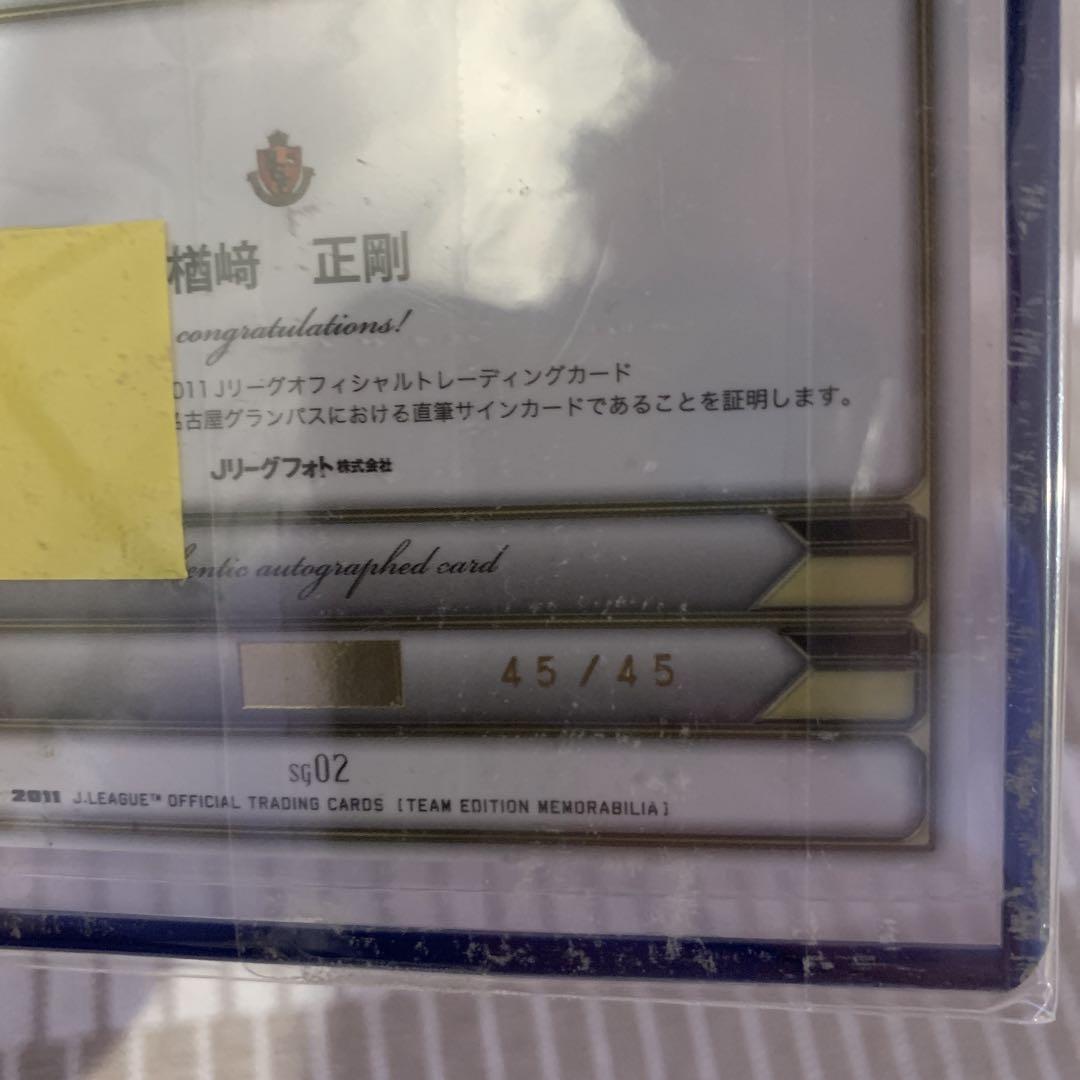 楢﨑 正剛
congratulations!
011 Jリーグオフィシャルトレーディングカード
古屋グランパスにおける直筆サインカードであることを証明します。
Jリーグフォト株式会社
entic autographed card
45/45
SG02
2011 J.LEAGUE™ OFFICIAL TRADING CARDS [TEAM EDITION MEMORABILIA]